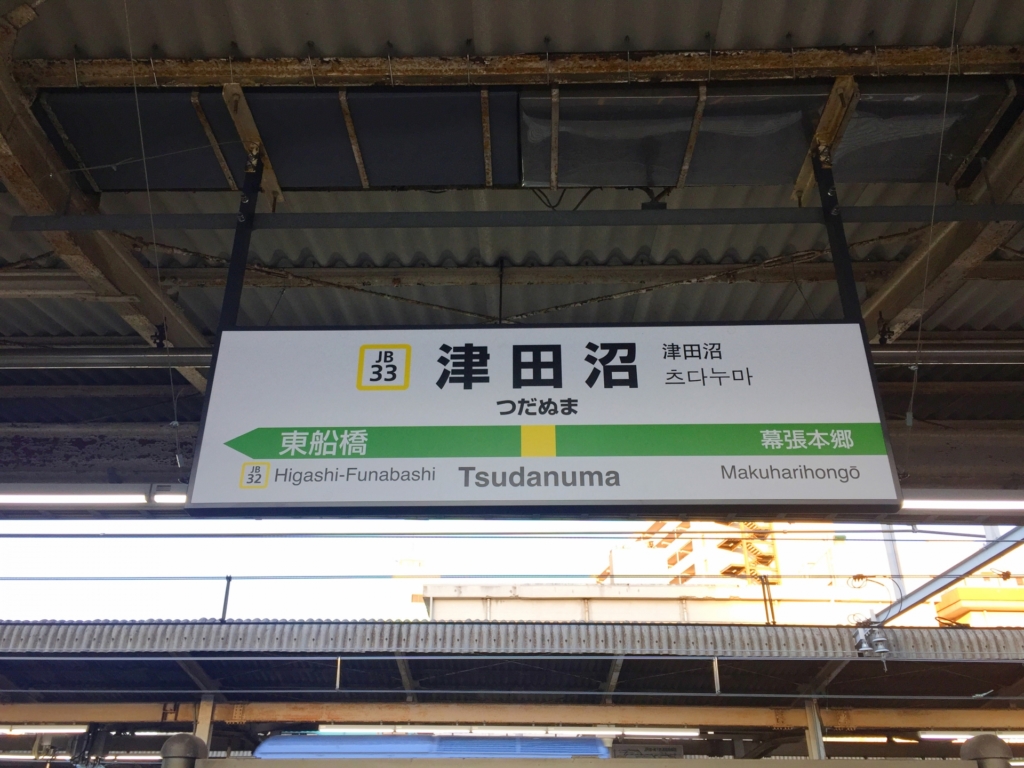 JB 33 津田沼 津田沼
츠다누마
つだぬま
東船橋 幕張本郷
JB 32 Higashi-Funabashi Tsudanuma Makuharihongō